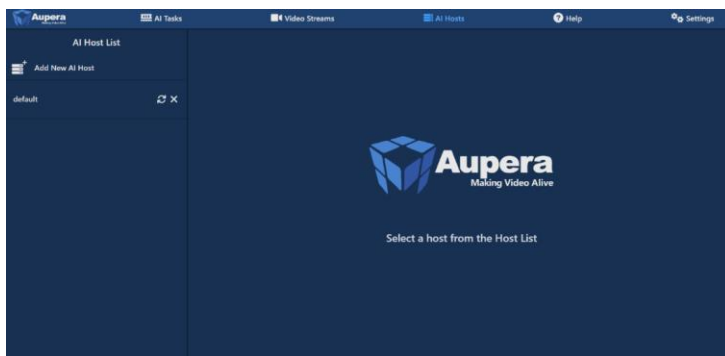 Aupera
AI Tasks
Video Streams
AI Hosts
Help
Settings
AI Host List
Add New AI Host
default
Aupera
Making Video Alive
Select a host from the Host List